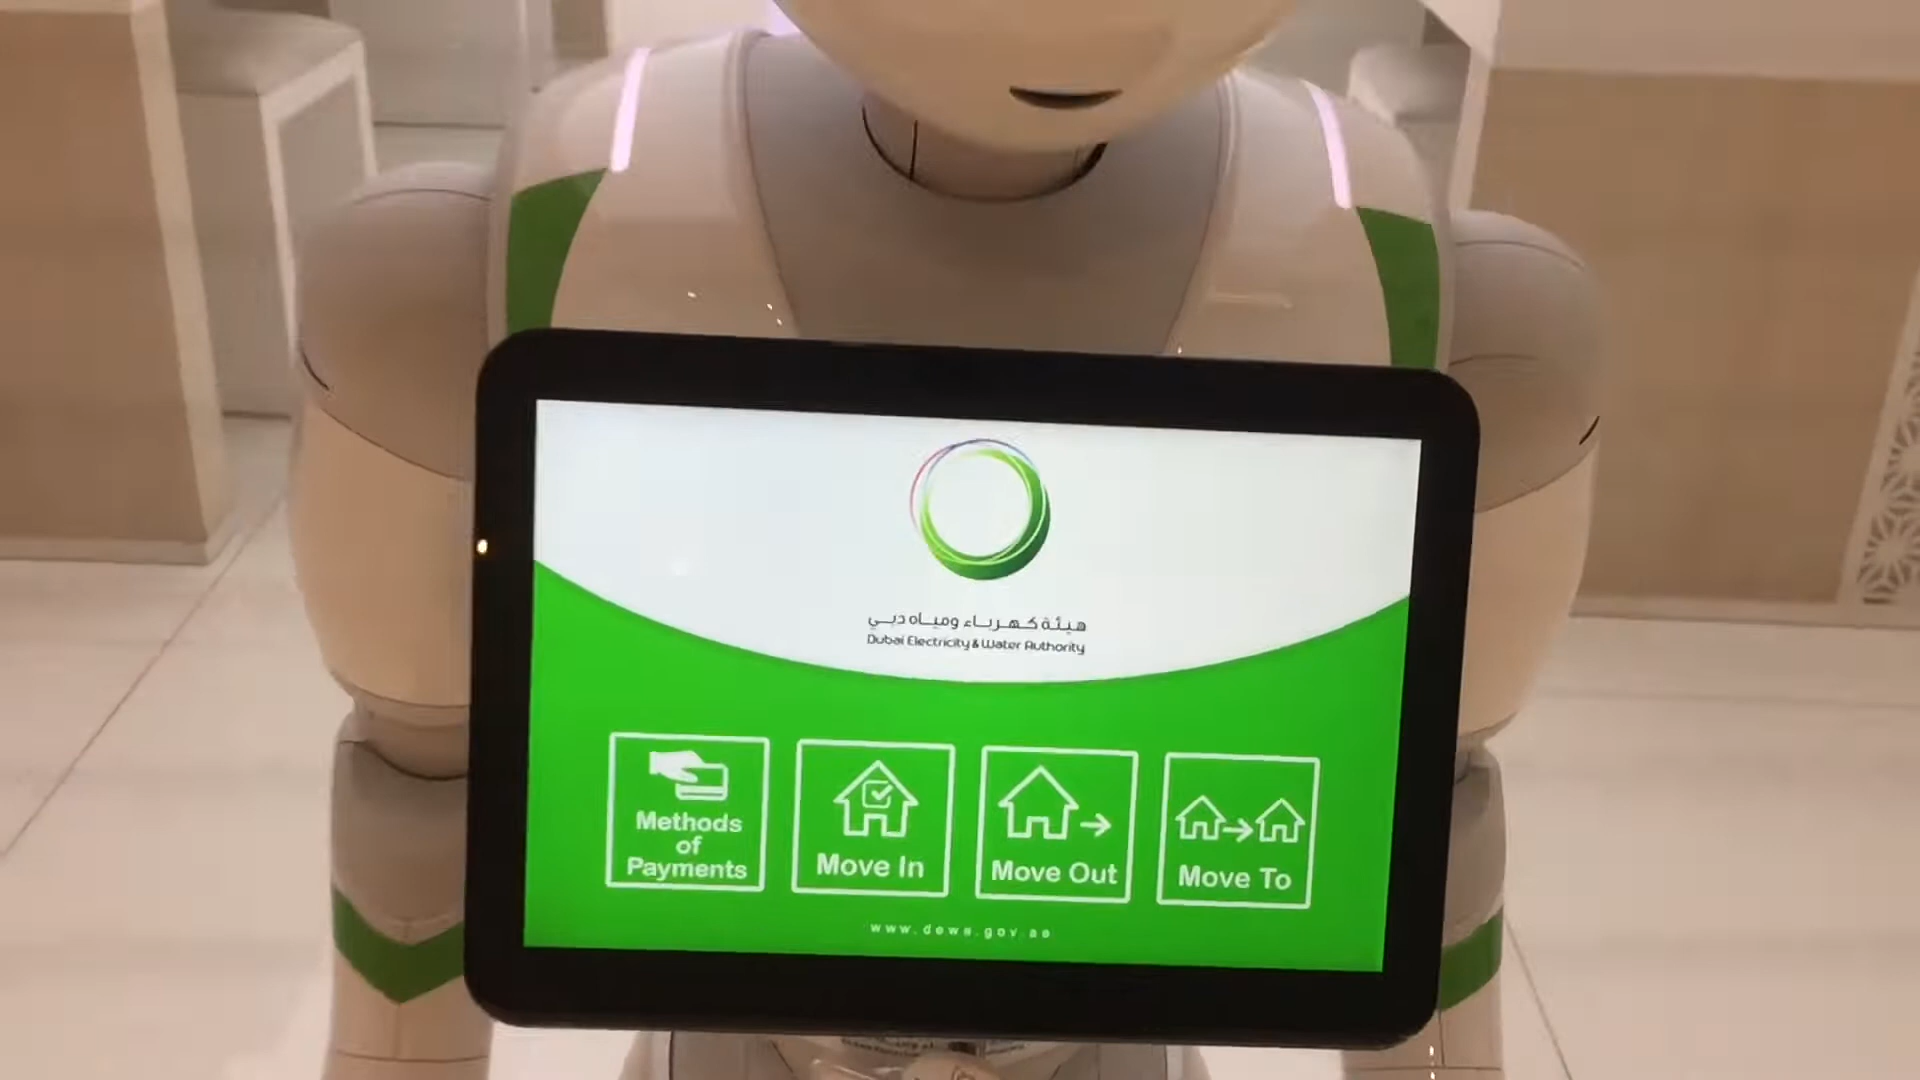 هيئة كهرباء ومياه دبي
Dubai Electricity & Water Authority
Methods
of
Payments
Move In
Move Out
Move To
www.dewa.gov.ae